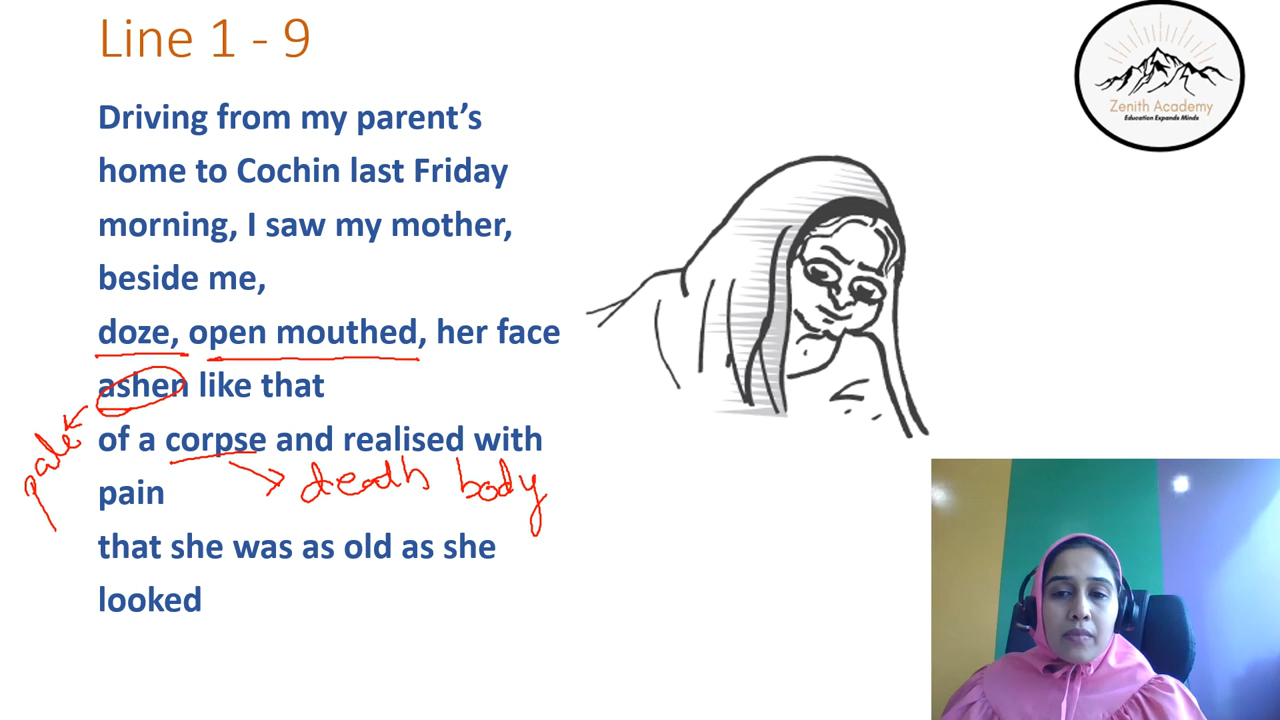 Line 1 - 9
Zenith Academy
Education Expands Minds
Driving from my parent’s
home to Cochin last Friday
morning, I saw my mother,
beside me,
doze, open mouthed, her face
ashen like that
pale
of a corpse and realised with
death body
pain
that she was as old as she
looked